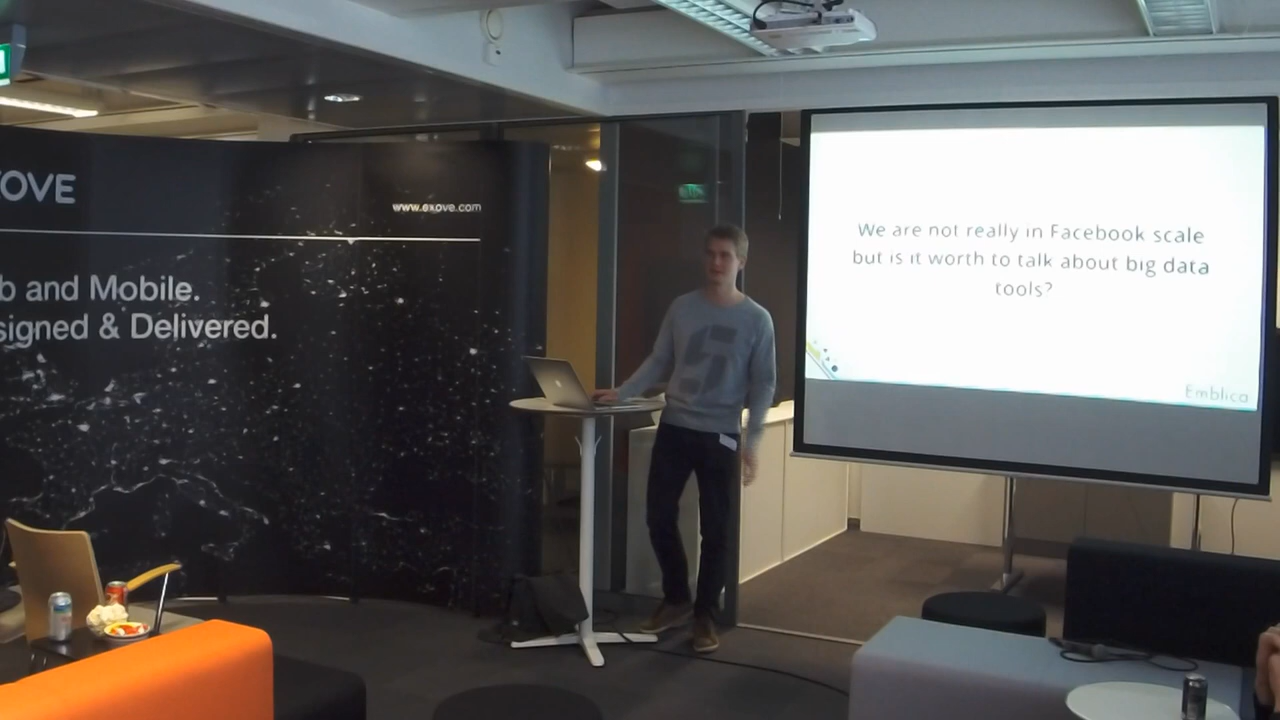 OVE
www.exove.com
b and Mobile.
signed & Delivered.
We are not really in Facebook scale
but is it worth to talk about big data
tools?
Emblica